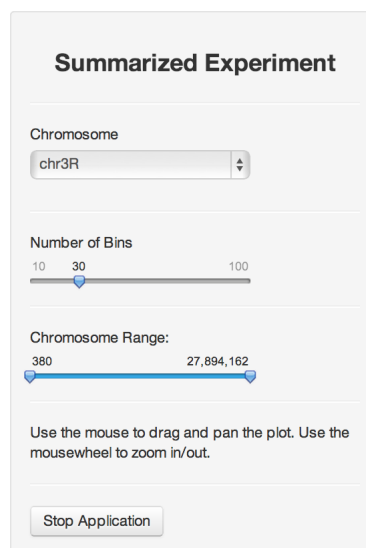 Summarized Experiment
Chromosome
chr3R
Number of Bins
10 30 100
Chromosome Range:
380 27,894,162
Use the mouse to drag and pan the plot. Use the
mousewheel to zoom in/out.
Stop Application